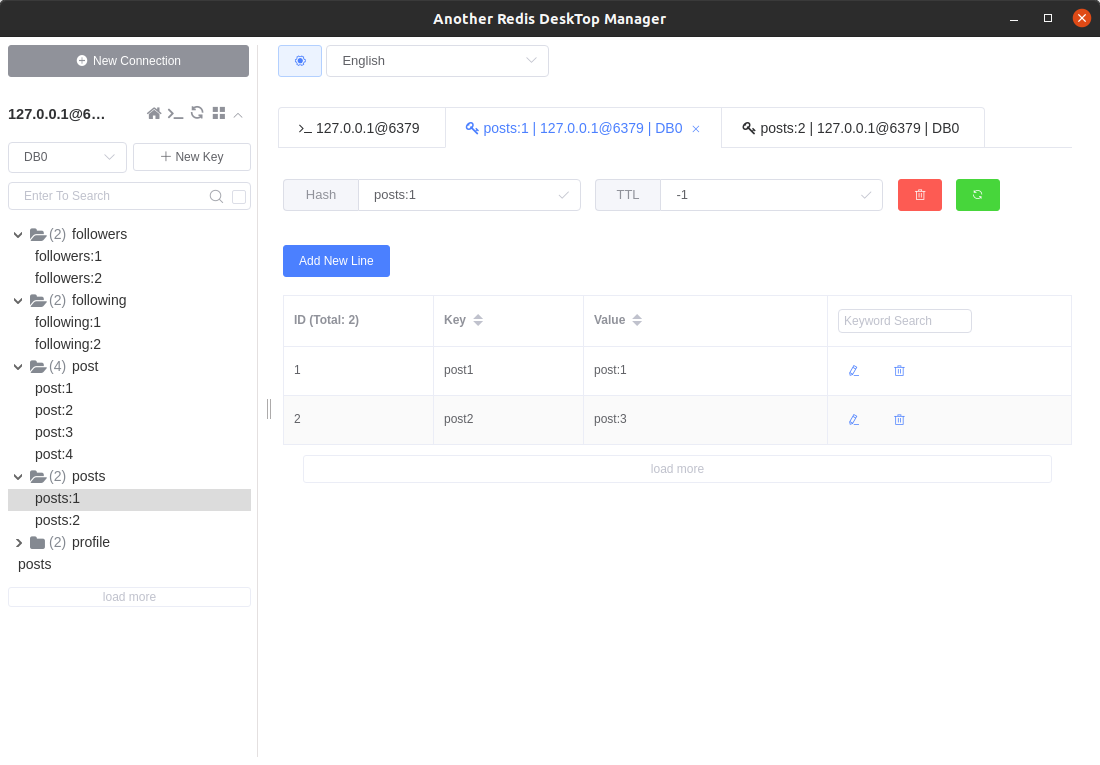 Another Redis DeskTop Manager
New Connection
127.0.0.1@6...
DB0
New Key
Enter To Search
(2) followers
followers:1
followers:2
(2) following
following:1
following:2
(4) post
post:1
post:2
post:3
post:4
(2) posts
posts:1
posts:2
(2) profile
posts
load more
English
127.0.0.1@6379
posts:1 | 127.0.0.1@6379 | DB0
posts:2 | 127.0.0.1@6379 | DB0
Hash posts:1
TTL -1
Add New Line
ID (Total: 2) Key Value Keyword Search
1 post1 post:1
2 post2 post:3
load more